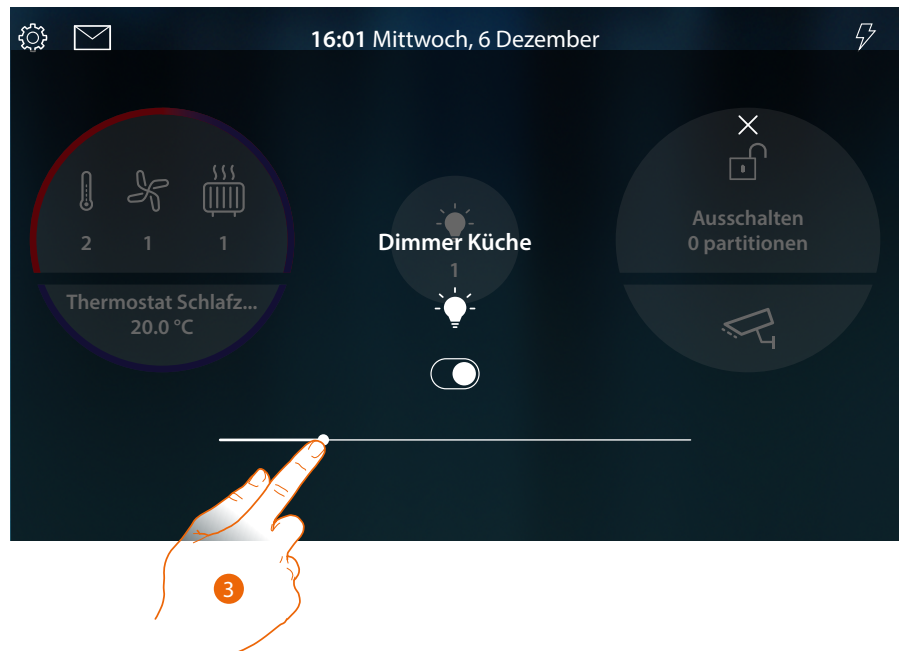 16:01 Mittwoch, 6 Dezember
2 1 1
Thermostat Schlafz...
20.0 °C
Dimmer Küche
1
Ausschalten
0 partitionen
3